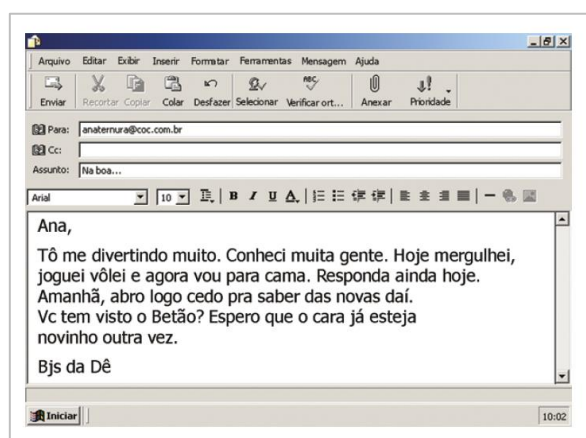 Arquivo Editar Exibir Inserir Formatar Ferramentas Mensagem Ajuda
Enviar Recortar Copiar Colar Desfazer Selecionar Verificar ort... Anexar Prioridade
Para: anaternura@coc.com.br
Cc:
Assunto: Na boa...
Arial 10 B I U A
Ana,
Tô me divertindo muito. Conheci muita gente. Hoje mergulhei,
joguei vôlei e agora vou para cama. Responda ainda hoje.
Amanhã, abro logo cedo pra saber das novas daí.
Vc tem visto o Betão? Espero que o cara já esteja
novinho outra vez.
Bjs da Dê
Iniciar 10:02